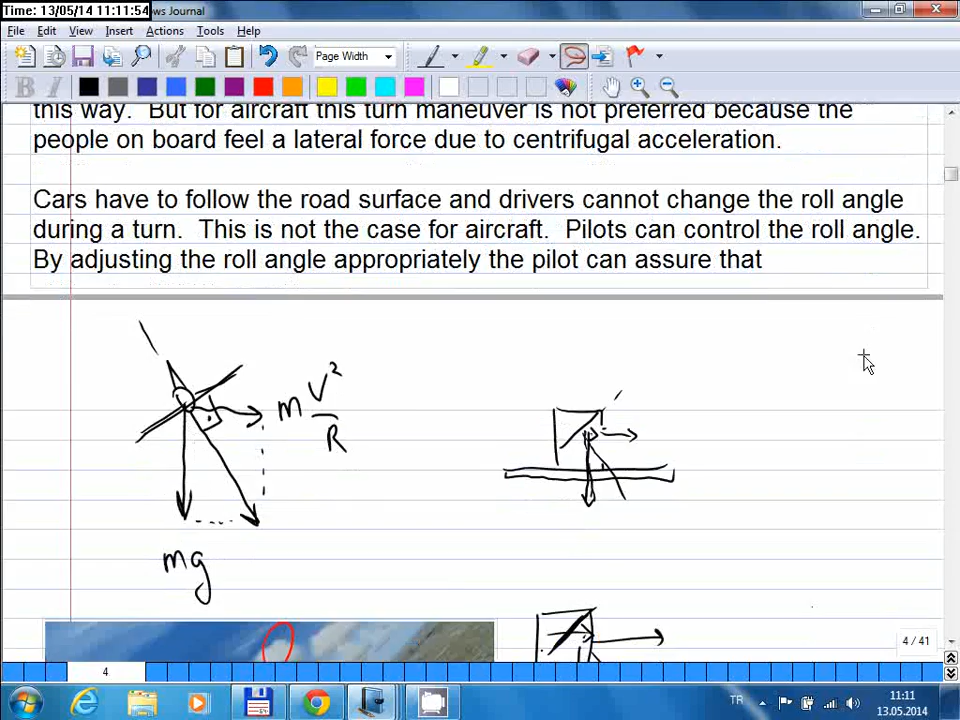 Time: 13/05/14 11:11:54 ows Journal
File Edit View Insert Actions Tools Help
Page Width
B I
this way. But for aircraft this turn maneuver is not preferred because the
people on board feel a lateral force due to centrifugal acceleration.
Cars have to follow the road surface and drivers cannot change the roll angle
during a turn. This is not the case for aircraft. Pilots can control the roll angle.
By adjusting the roll angle appropriately the pilot can assure that
m V²
R
mg
4 / 41
4
TR
11:11
13.05.2014